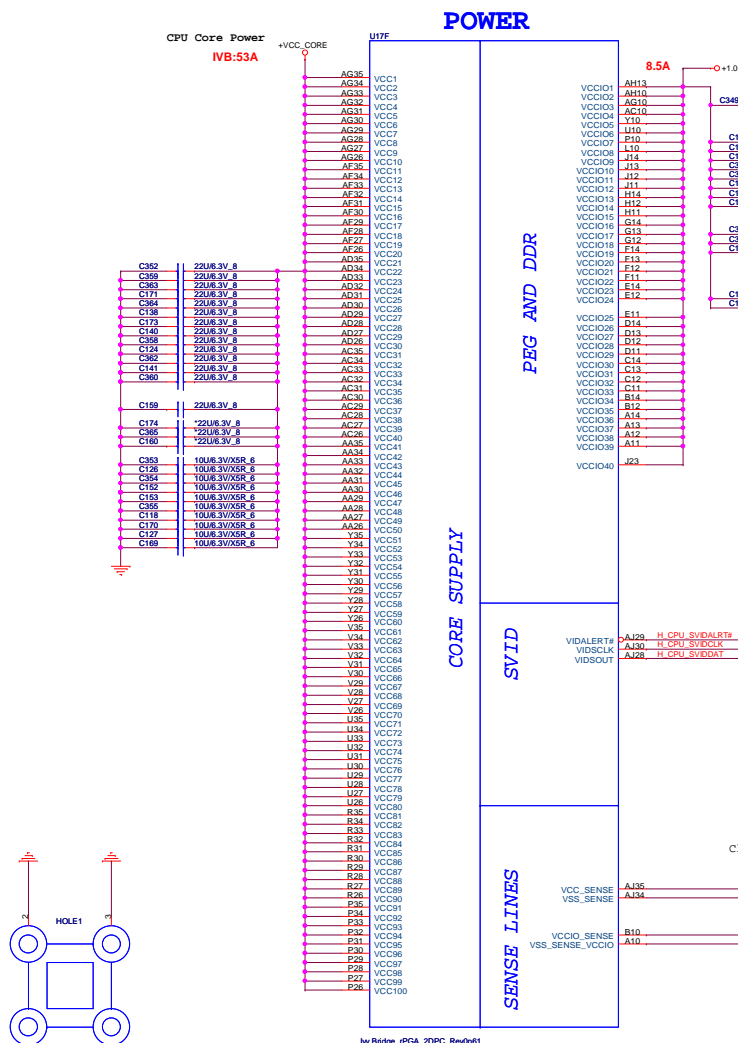 POWER
CPU Core Power
IVB:53A
+VCC_CORE
U17F
8.5A
C352 22U/6.3V_8
C359 22U/6.3V_8
C363 22U/6.3V_8
C171 22U/6.3V_8
C364 22U/6.3V_8
C138 22U/6.3V_8
C173 22U/6.3V_8
C140 22U/6.3V_8
C358 22U/6.3V_8
C124 22U/6.3V_8
C362 22U/6.3V_8
C141 22U/6.3V_8
C360 22U/6.3V_8
C159 22U/6.3V_8
C174 *22U/6.3V_8
C365 *22U/6.3V_8
C160 *22U/6.3V_8
C353 10U/6.3V/X5R_6
C126 10U/6.3V/X5R_6
C354 10U/6.3V/X5R_6
C152 10U/6.3V/X5R_6
C153 10U/6.3V/X5R_6
C355 10U/6.3V/X5R_6
C118 10U/6.3V/X5R_6
C170 10U/6.3V/X5R_6
C127 10U/6.3V/X5R_6
C169 10U/6.3V/X5R_6
AG35 VCC1
AG34 VCC2
AG33 VCC3
AG32 VCC4
AG31 VCC5
AG30 VCC6
AG29 VCC7
AG28 VCC8
AG27 VCC9
AG26 VCC10
AF35 VCC11
AF34 VCC12
AF33 VCC13
AF32 VCC14
AF31 VCC15
AF30 VCC16
AF29 VCC17
AF28 VCC18
AF27 VCC19
AF26 VCC20
AD35 VCC21
AD34 VCC22
AD33 VCC23
AD32 VCC24
AD31 VCC25
AD30 VCC26
AD29 VCC27
AD28 VCC28
AD27 VCC29
AD26 VCC30
AC35 VCC31
AC34 VCC32
AC33 VCC33
AC32 VCC34
AC31 VCC35
AC30 VCC36
AC29 VCC37
AC28 VCC38
AC27 VCC39
AC26 VCC40
AA35 VCC41
AA34 VCC42
AA33 VCC43
AA32 VCC44
AA31 VCC45
AA30 VCC46
AA29 VCC47
AA28 VCC48
AA27 VCC49
AA26 VCC50
Y35 VCC51
Y34 VCC52
Y33 VCC53
Y32 VCC54
Y31 VCC55
Y30 VCC56
Y29 VCC57
Y28 VCC58
Y27 VCC59
Y26 VCC60
V35 VCC61
V34 VCC62
V33 VCC63
V32 VCC64
V31 VCC65
V30 VCC66
V29 VCC67
V28 VCC68
V27 VCC69
V26 VCC70
U35 VCC71
U34 VCC72
U33 VCC73
U32 VCC74
U31 VCC75
U30 VCC76
U29 VCC77
U28 VCC78
U27 VCC79
U26 VCC80
R35 VCC81
R34 VCC82
R33 VCC83
R32 VCC84
R31 VCC85
R30 VCC86
R29 VCC87
R28 VCC88
R27 VCC89
R26 VCC90
P35 VCC91
P34 VCC92
P33 VCC93
P32 VCC94
P31 VCC95
P30 VCC96
P29 VCC97
P28 VCC98
P27 VCC99
P26 VCC100
CORE SUPPLY
PEG AND DDR
SVID
SENSE LINES
VCCIO1 AH13
VCCIO2 AH10
VCCIO3 AG10
VCCIO4 AC10
VCCIO5 Y10
VCCIO6 U10
VCCIO7 P10
VCCIO8 L10
VCCIO9 J14
VCCIO10 J13
VCCIO11 J12
VCCIO12 J11
VCCIO13 H14
VCCIO14 H12
VCCIO15 H11
VCCIO16 G14
VCCIO17 G13
VCCIO18 G12
VCCIO19 F14
VCCIO20 F13
VCCIO21 F12
VCCIO22 F11
VCCIO23 E14
VCCIO24 E12
VCCIO25 E11
VCCIO26 D14
VCCIO27 D13
VCCIO28 D12
VCCIO29 D11
VCCIO30 C14
VCCIO31 C13
VCCIO32 C12
VCCIO33 C11
VCCIO34 B14
VCCIO35 B12
VCCIO36 A14
VCCIO37 A13
VCCIO38 A12
VCCIO39 A11
VCCIO40 J23
VIDALERT# AJ29 H_CPU_SVIDALRT#
VIDSCLK AJ30 H_CPU_SVIDCLK
VIDSOUT AJ28 H_CPU_SVIDDAT
VCC_SENSE AJ35
VSS_SENSE AJ34
VCCIO_SENSE B10
VSS_SENSE_VCCIO A10
+1.0
C349
2
3
HOLE1
Ivy Bridge_rPGA_2DPC_Rev0p61